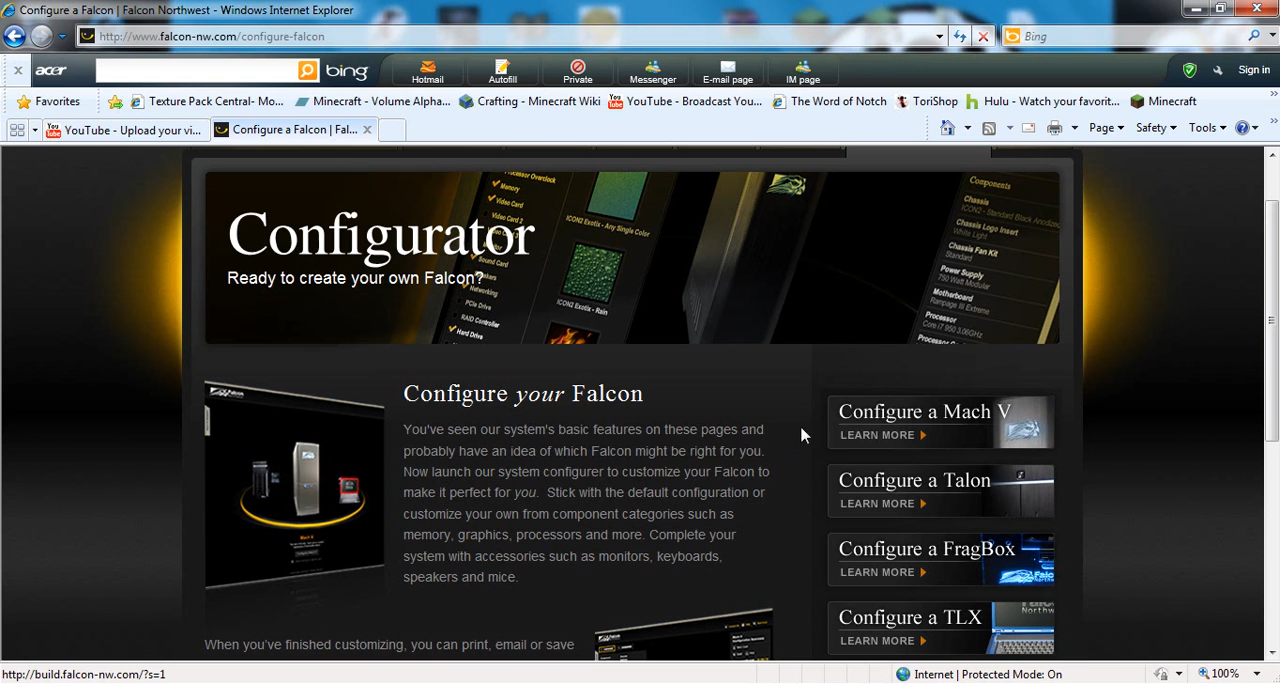 Configure a Falcon | Falcon Northwest - Windows Internet Explorer
http://www.falcon-nw.com/configure-falcon
Bing
acer
bing
Hotmail
Autofill
Private
Messenger
E-mail page
IM page
Sign in
Favorites
Texture Pack Central- Mo...
Minecraft - Volume Alpha...
Crafting - Minecraft Wiki
YouTube - Broadcast You...
The Word of Notch
ToriShop
Hulu - Watch your favorit...
Minecraft
YouTube - Upload your vi...
Configure a Falcon | Fal...
Page
Safety
Tools
Processor Overclock
Memory
Video Card
Video Card 2
Sound Card
Speakers
Networking
PCIe Drive
RAID Controller
Hard Drive
ICON2 Exotix - Any Single Color
ICON2 Exotix - Rain
Components
Chassis
ICON2 - Standard Black Anodized
Chassis Logo Insert
White Light
Chassis Fan Kit
Standard
Power Supply
750 Watt Modular
Motherboard
Rampage III Extreme
Processor
Core i7 950 3.06GHz
Configurator
Ready to create your own Falcon?
Configure your Falcon
You've seen our system's basic features on these pages and
probably have an idea of which Falcon might be right for you.
Now launch our system configurer to customize your Falcon to
make it perfect for you. Stick with the default configuration or
customize your own from component categories such as
memory, graphics, processors and more. Complete your
system with accessories such as monitors, keyboards,
speakers and mice.
When you've finished customizing, you can print, email or save
Falcon
Mach V
Configure a Mach V
LEARN MORE
Configure a Talon
LEARN MORE
Configure a FragBox
LEARN MORE
Configure a TLX
LEARN MORE
http://build.falcon-nw.com/?s=1
Internet | Protected Mode: On
100%